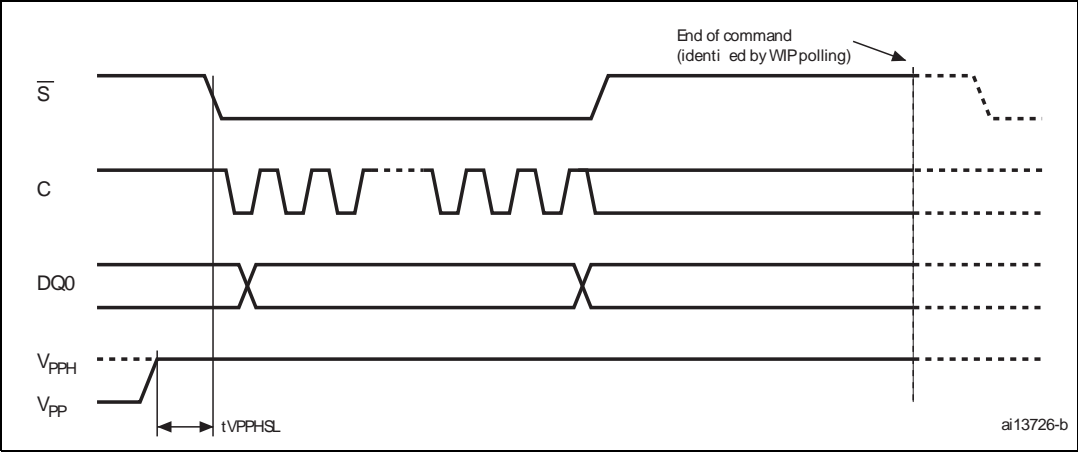 End of command
(identi ed by WIP polling)
S
C
DQ0
VPPH
VPP
tVPPHSL
ai13726-b